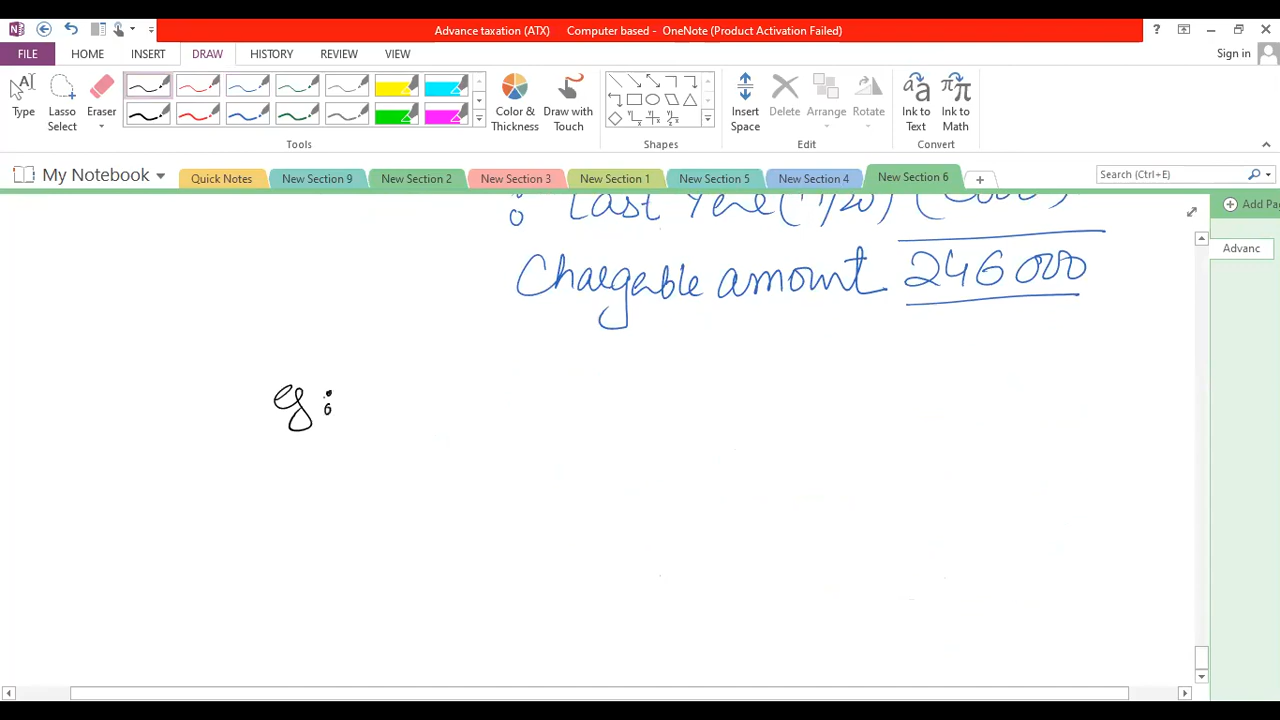 Advance taxation (ATX) Computer based - OneNote (Product Activation Failed)
FILE HOME INSERT DRAW HISTORY REVIEW VIEW Sign in
Type Lasso Select Eraser Color & Thickness Draw with Touch Insert Space Delete Arrange Rotate Ink to Text Ink to Math
Tools Shapes Edit Convert
My Notebook Quick Notes New Section 9 New Section 2 New Section 3 New Section 1 New Section 5 New Section 4 New Section 6 Search (Ctrl+E)
Add Pag
Advanc
: Last
Chargeable amount 246000
eg: